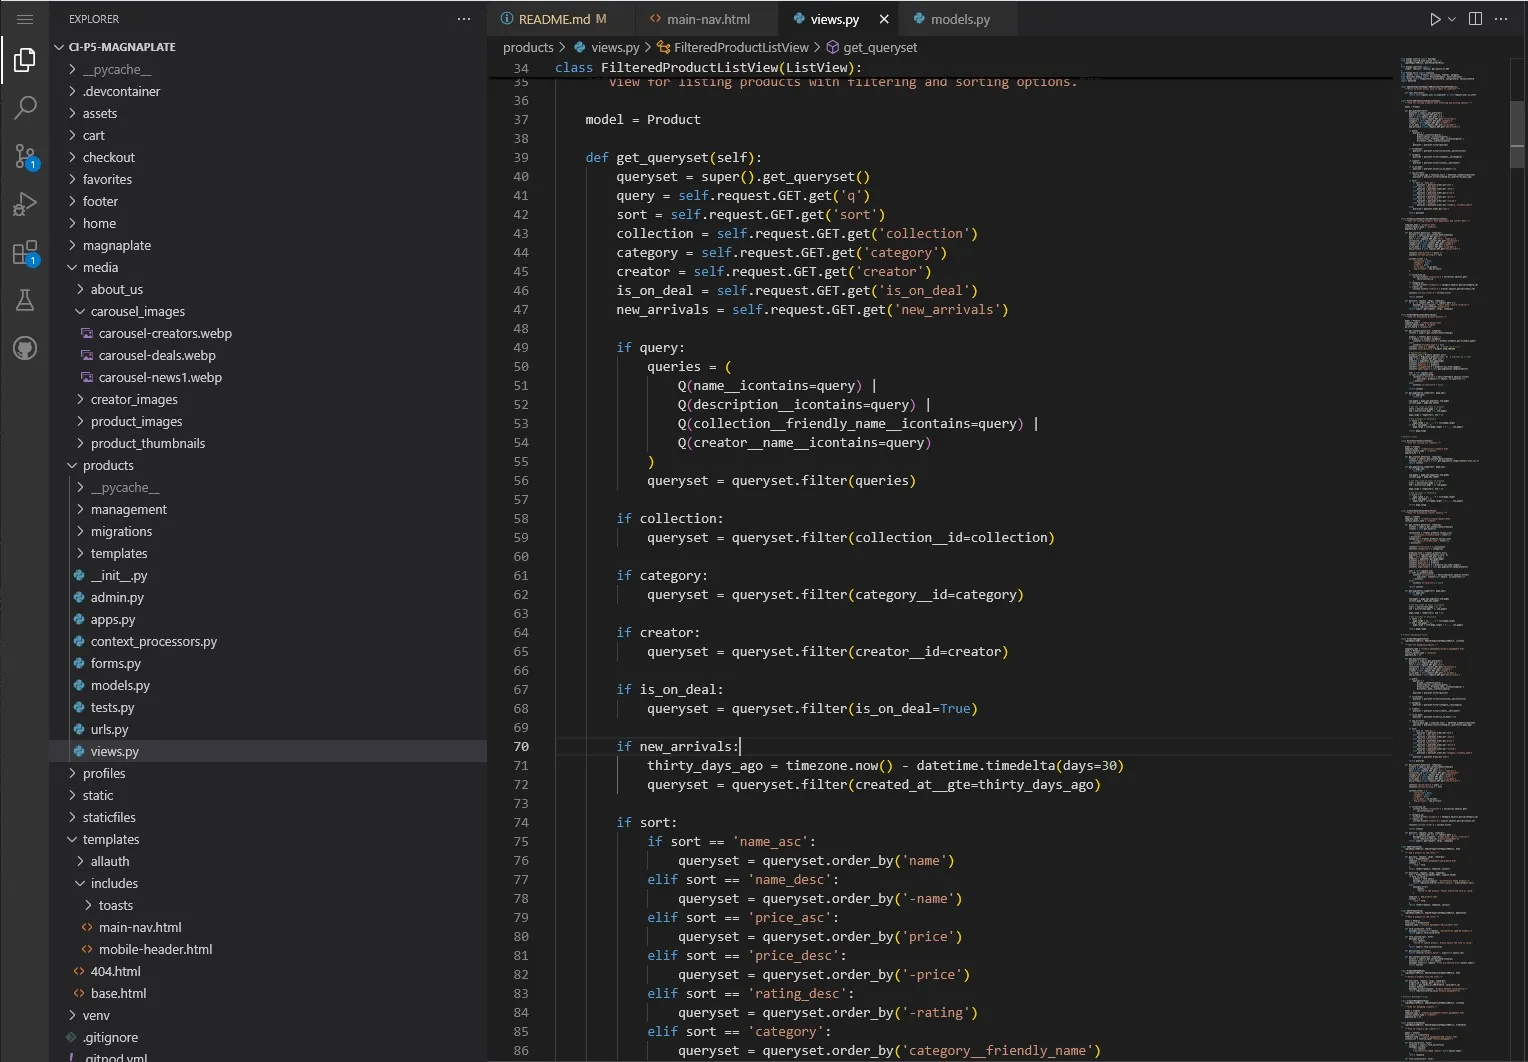 EXPLORER
README.md M
main-nav.html
views.py
models.py
products > views.py > FilteredProductListView > get_queryset
CI-P5-MAGNAPLATE
__pycache__
.devcontainer
assets
cart
checkout
favorites
footer
home
magnaplate
media
about_us
carousel_images
carousel-creators.webp
carousel-deals.webp
carousel-news1.webp
creator_images
product_images
product_thumbnails
products
__pycache__
management
migrations
templates
__init__.py
admin.py
apps.py
context_processors.py
forms.py
models.py
tests.py
urls.py
views.py
profiles
static
staticfiles
templates
allauth
includes
toasts
main-nav.html
mobile-header.html
404.html
base.html
venv
.gitignore
.gitpod.yml
1
1
34 class FilteredProductListView(ListView):
35 View for listing products with filtering and sorting options.
36
37 model = Product
38
39 def get_queryset(self):
40 queryset = super().get_queryset()
41 query = self.request.GET.get('q')
42 sort = self.request.GET.get('sort')
43 collection = self.request.GET.get('collection')
44 category = self.request.GET.get('category')
45 creator = self.request.GET.get('creator')
46 is_on_deal = self.request.GET.get('is_on_deal')
47 new_arrivals = self.request.GET.get('new_arrivals')
48
49 if query:
50 queries = (
51 Q(name__icontains=query) |
52 Q(description__icontains=query) |
53 Q(collection__friendly_name__icontains=query) |
54 Q(creator__name__icontains=query)
55 )
56 queryset = queryset.filter(queries)
57
58 if collection:
59 queryset = queryset.filter(collection__id=collection)
60
61 if category:
62 queryset = queryset.filter(category__id=category)
63
64 if creator:
65 queryset = queryset.filter(creator__id=creator)
66
67 if is_on_deal:
68 queryset = queryset.filter(is_on_deal=True)
69
70 if new_arrivals:
71 thirty_days_ago = timezone.now() - datetime.timedelta(days=30)
72 queryset = queryset.filter(created_at__gte=thirty_days_ago)
73
74 if sort:
75 if sort == 'name_asc':
76 queryset = queryset.order_by('name')
77 elif sort == 'name_desc':
78 queryset = queryset.order_by('-name')
79 elif sort == 'price_asc':
80 queryset = queryset.order_by('price')
81 elif sort == 'price_desc':
82 queryset = queryset.order_by('-price')
83 elif sort == 'rating_desc':
84 queryset = queryset.order_by('-rating')
85 elif sort == 'category':
86 queryset = queryset.order_by('category__friendly_name')